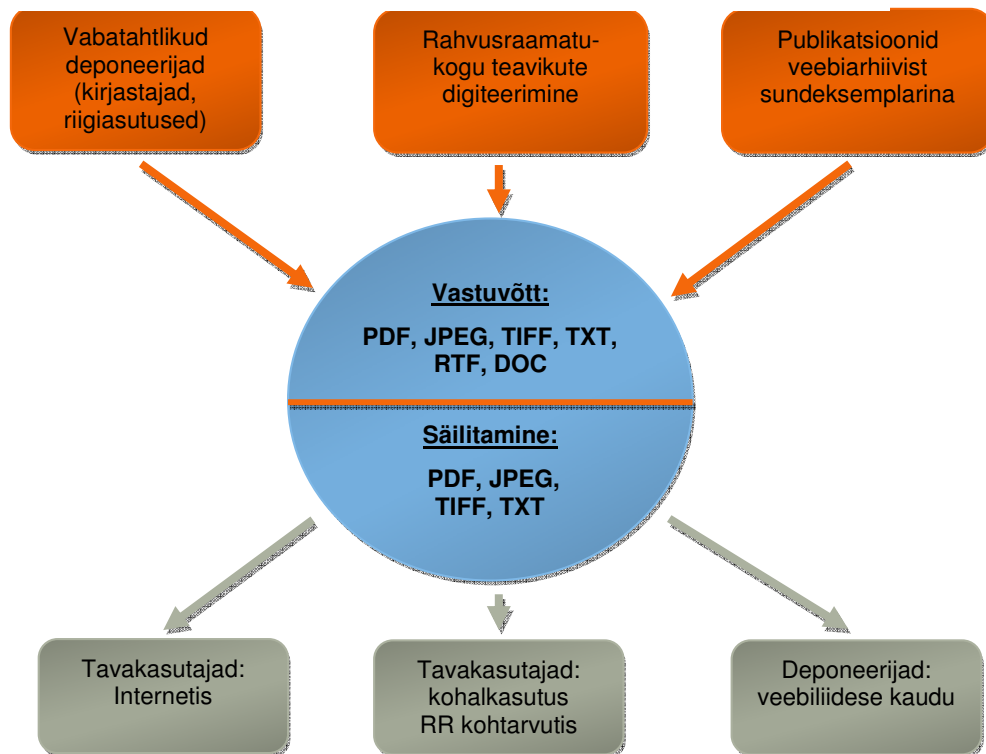 Vabatahtlikud
deponeerijad
(kirjastajad,
riigiasutused)
Rahvusraamatu-
kogu teavikute
digiteerimine
Publikatsioonid
veebiarhiivist
sundeksemplarina
Vastuvõtt:
PDF, JPEG, TIFF, TXT,
RTF, DOC
Säilitamine:
PDF, JPEG,
TIFF, TXT
Tavakasutajad:
Internetis
Tavakasutajad:
kohalkasutus
RR kohtarvutis
Deponeerijad:
veebiliidese kaudu